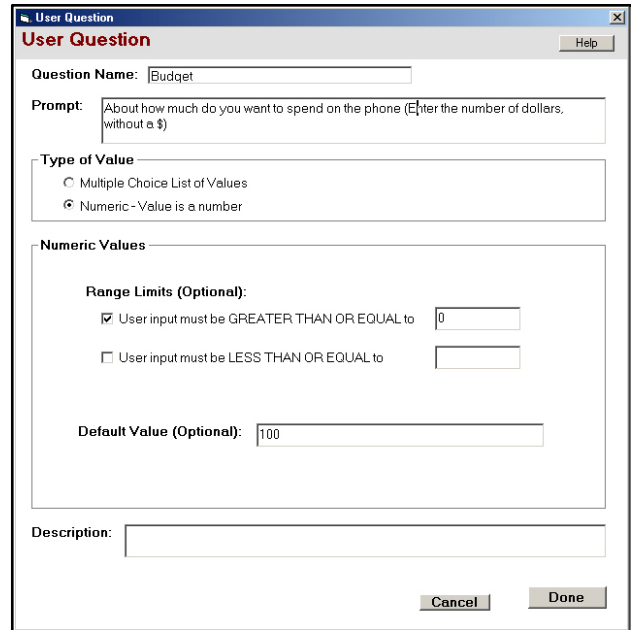 User Question
User Question
Help
Question Name: Budget
Prompt: About how much do you want to spend on the phone (Enter the number of dollars,
without a $)
Type of Value
Multiple Choice List of Values
Numeric - Value is a number
Numeric Values
Range Limits (Optional):
User input must be GREATER THAN OR EQUAL to 0
User input must be LESS THAN OR EQUAL to
Default Value (Optional): 100
Description:
Cancel Done